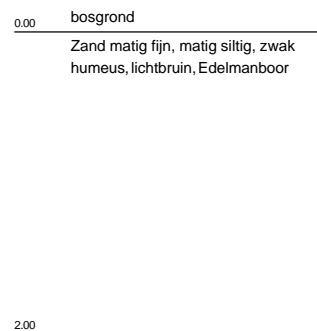 0.00 bosgrond
Zand matig fijn, matig siltig, zwak
humeus, lichtbruin, Edelmanboor
2.00